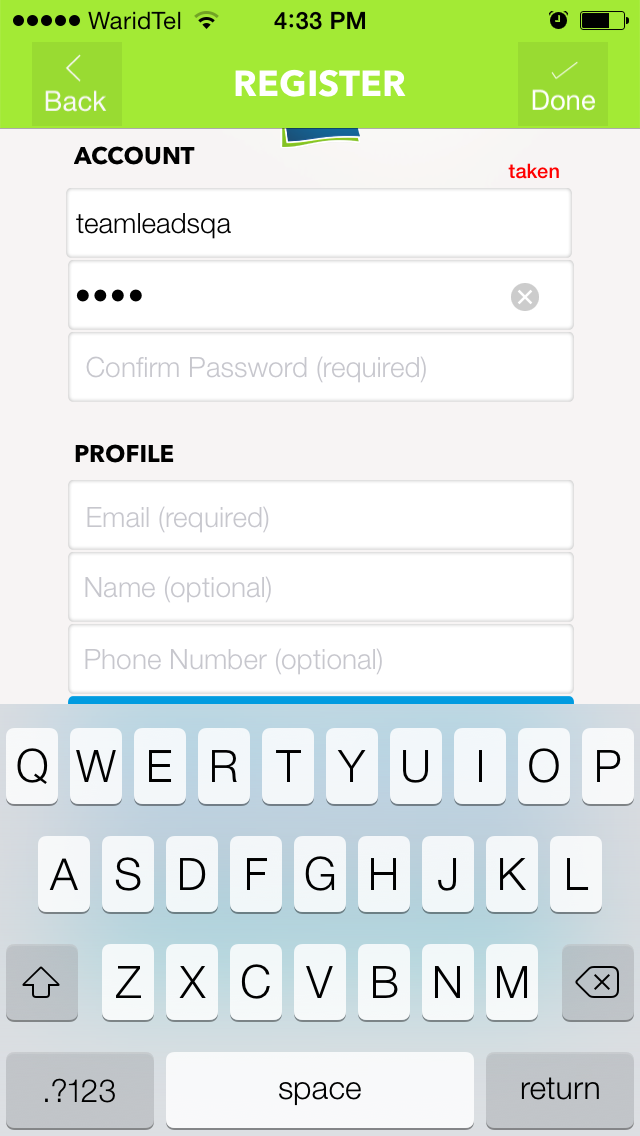 WaridTel 4:33 PM
Back REGISTER Done
ACCOUNT
taken
teamleadsqa
••••
Confirm Password (required)
PROFILE
Email (required)
Name (optional)
Phone Number (optional)
Q W E R T Y U I O P
A S D F G H J K L
Z X C V B N M
.?123 space return